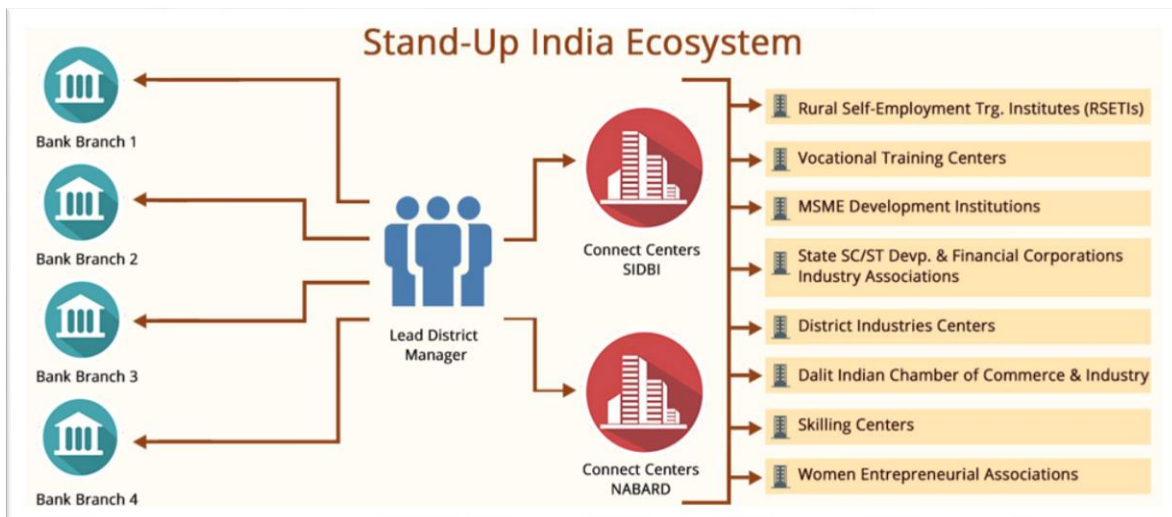 Stand-Up India Ecosystem
Bank Branch 1
Bank Branch 2
Bank Branch 3
Bank Branch 4
Lead District
Manager
Connect Centers
SIDBI
Connect Centers
NABARD
Rural Self-Employment Trg. Institutes (RSETIs)
Vocational Training Centers
MSME Development Institutions
State SC/ST Devp. & Financial Corporations
Industry Associations
District Industries Centers
Dalit Indian Chamber of Commerce & Industry
Skilling Centers
Women Entrepreneurial Associations